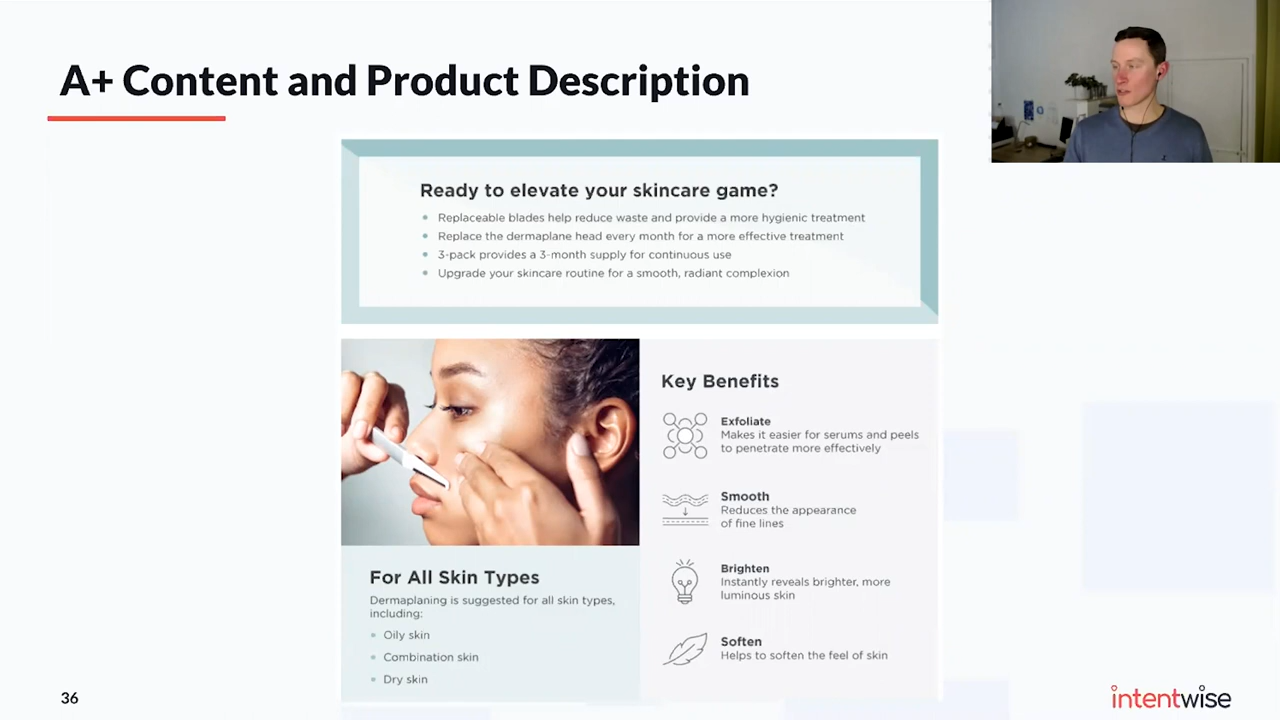 A+ Content and Product Description
Ready to elevate your skincare game?
• Replaceable blades help reduce waste and provide a more hygienic treatment
• Replace the dermaplane head every month for a more effective treatment
• 3-pack provides a 3-month supply for continuous use
• Upgrade your skincare routine for a smooth, radiant complexion
For All Skin Types
Dermaplaning is suggested for all skin types,
including:
• Oily skin
• Combination skin
• Dry skin
Key Benefits
Exfoliate
Makes it easier for serums and peels
to penetrate more effectively
Smooth
Reduces the appearance
of fine lines
Brighten
Instantly reveals brighter, more
luminous skin
Soften
Helps to soften the feel of skin
36
intentwise